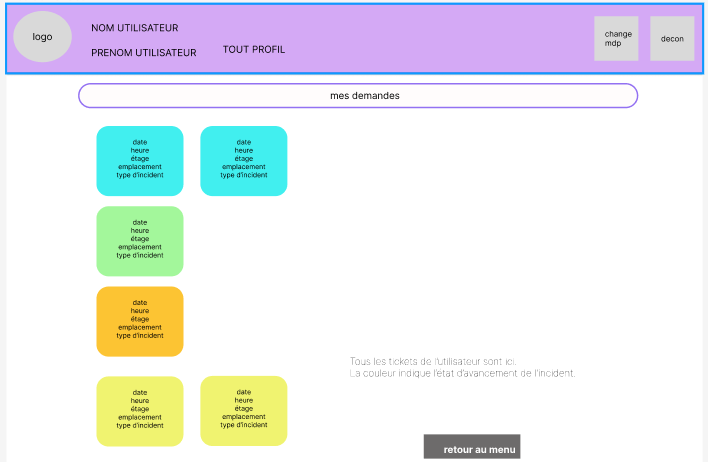 logo
NOM UTILISATEUR
PRENOM UTILISATEUR
TOUT PROFIL
change
mdp
decon
mes demandes
date
heure
étage
emplacement
type d'incident
date
heure
étage
emplacement
type d'incident
date
heure
étage
emplacement
type d'incident
date
heure
étage
emplacement
type d'incident
Tous les tickets de l'utilisateur sont ici.
La couleur indique l'état d'avancement de l'incident.
date
heure
étage
emplacement
type d'incident
date
heure
étage
emplacement
type d'incident
retour au menu